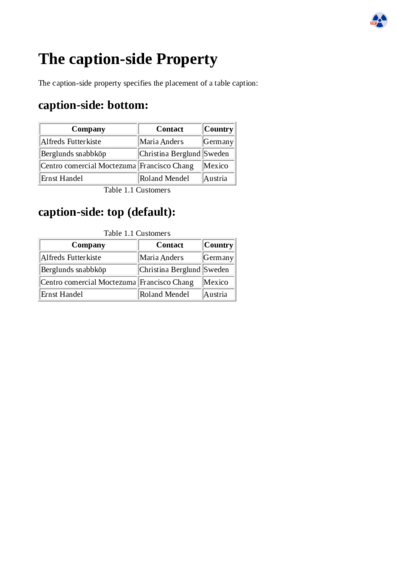 The caption-side Property
The caption-side property specifies the placement of a table caption:
caption-side: bottom:
Company Contact Country
Alfreds Futterkiste Maria Anders Germany
Berglunds snabbköp Christina Berglund Sweden
Centro comercial Moctezuma Francisco Chang Mexico
Ernst Handel Roland Mendel Austria
Table 1.1 Customers
caption-side: top (default):
Table 1.1 Customers
Company Contact Country
Alfreds Futterkiste Maria Anders Germany
Berglunds snabbköp Christina Berglund Sweden
Centro comercial Moctezuma Francisco Chang Mexico
Ernst Handel Roland Mendel Austria